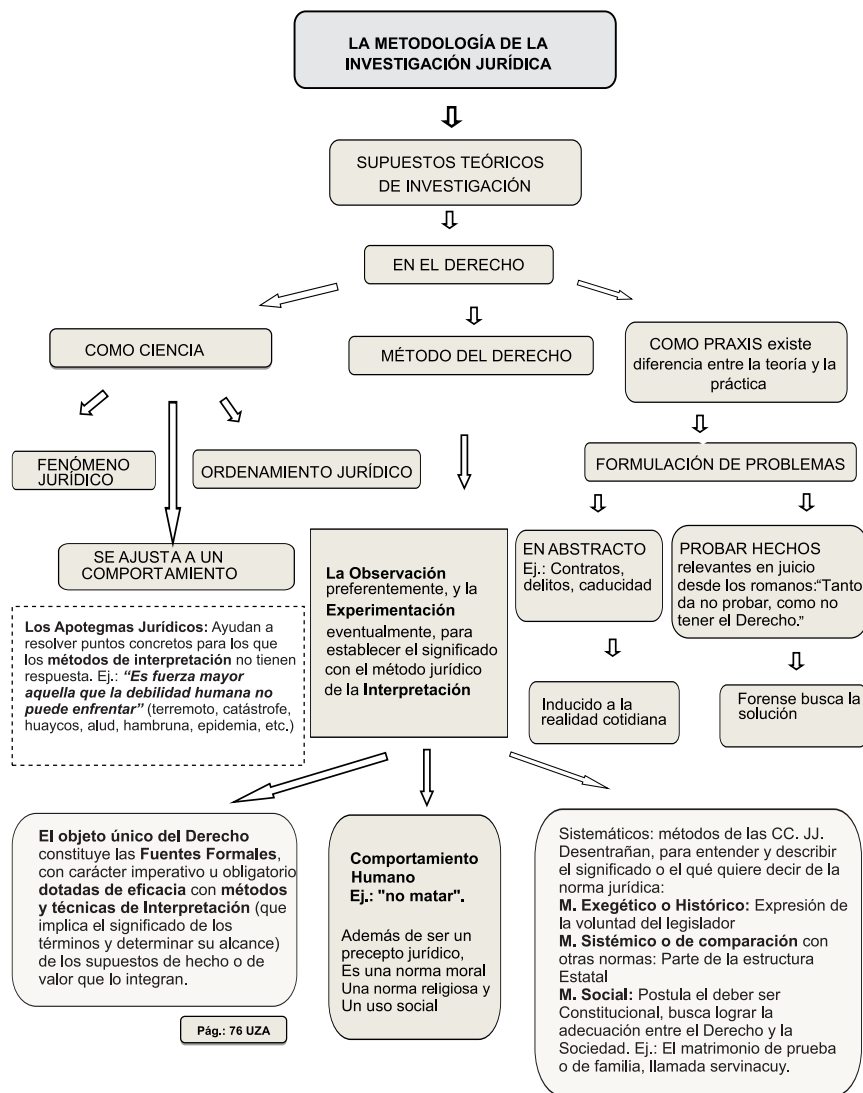 LA METODOLOGÍA DE LA
INVESTIGACIÓN JURÍDICA
SUPUESTOS TEÓRICOS
DE INVESTIGACIÓN
EN EL DERECHO
COMO CIENCIA
MÉTODO DEL DERECHO
COMO PRAXIS existe
diferencia entre la teoría y la
práctica
FENÓMENO
JURÍDICO
ORDENAMIENTO JURÍDICO
FORMULACIÓN DE PROBLEMAS
SE AJUSTA A UN
COMPORTAMIENTO
La Observación
preferentemente, y la
Experimentación
eventualmente, para
establecer el significado
con el método jurídico
de la Interpretación
EN ABSTRACTO
Ej.: Contratos,
delitos, caducidad
PROBAR HECHOS
relevantes en juicio
desde los romanos:“Tanto
da no probar, como no
tener el Derecho.”
Los Apotegmas Jurídicos: Ayudan a
resolver puntos concretos para los que
los métodos de interpretación no tienen
respuesta. Ej.: “Es fuerza mayor
aquella que la debilidad humana no
puede enfrentar” (terremoto, catástrofe,
huaycos, alud, hambruna, epidemia, etc.)
Inducido a la
realidad cotidiana
Forense busca la
solución
El objeto único del Derecho
constituye las Fuentes Formales,
con carácter imperativo u obligatorio
dotadas de eficacia con métodos
y técnicas de Interpretación (que
implica el significado de los
términos y determinar su alcance)
de los supuestos de hecho o de
valor que lo integran.
Pág.: 76 UZA
Comportamiento
Humano
Ej.: "no matar".
Además de ser un
precepto jurídico,
Es una norma moral
Una norma religiosa y
Un uso social
Sistemáticos: métodos de las CC. JJ.
Desentrañan, para entender y describir
el significado o el qué quiere decir de la
norma jurídica:
M. Exegético o Histórico: Expresión de
la voluntad del legislador
M. Sistémico o de comparación con
otras normas: Parte de la estructura
Estatal
M. Social: Postula el deber ser
Constitucional, busca lograr la
adecuación entre el Derecho y la
Sociedad. Ej.: El matrimonio de prueba
o de familia, llamada servinacuy.